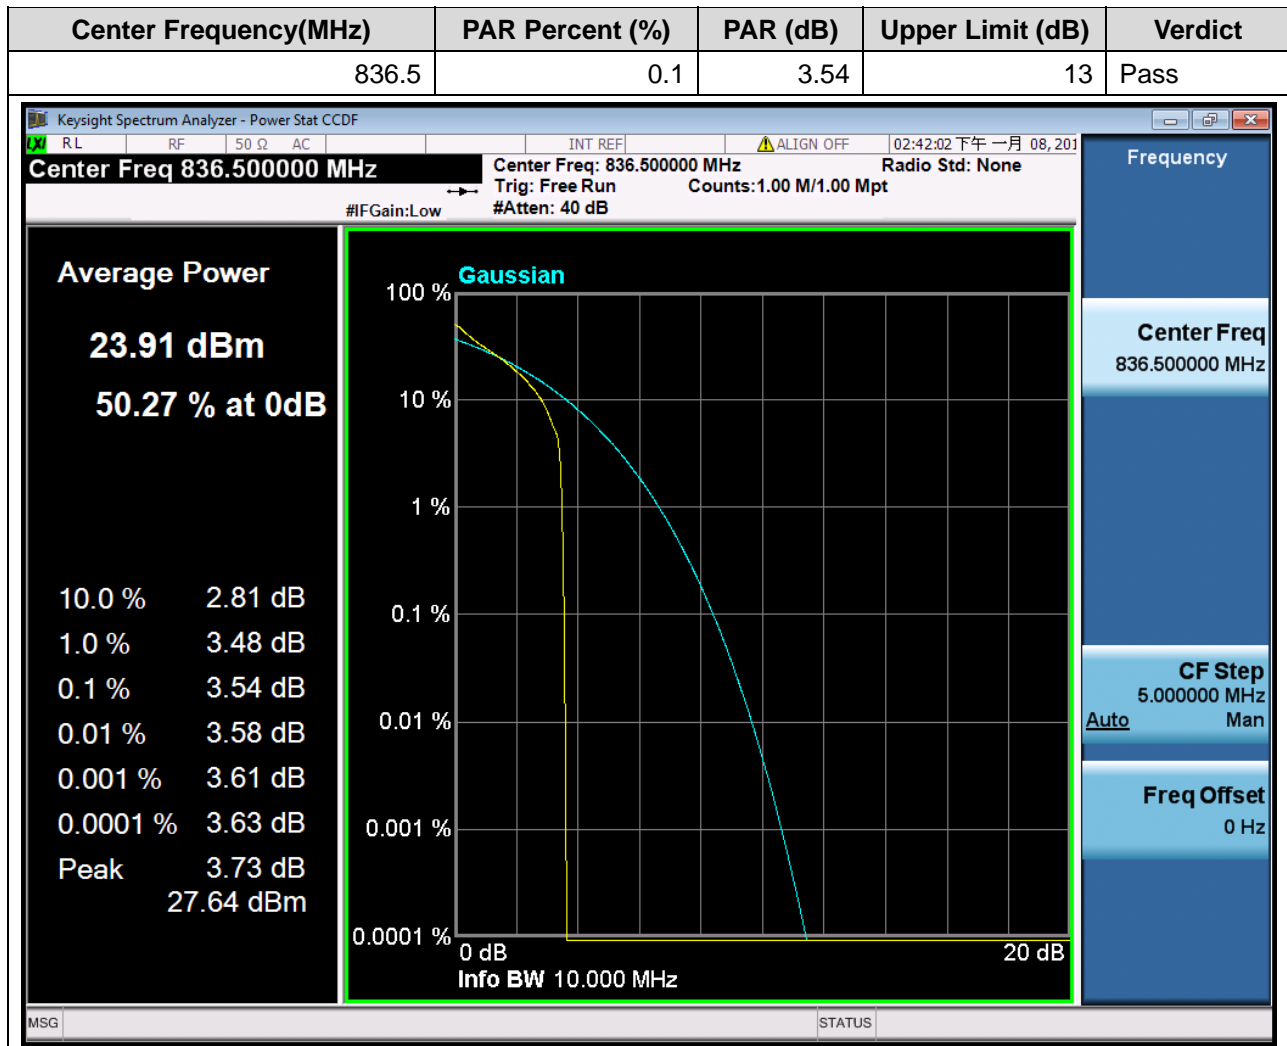 Center Frequency(MHz) PAR Percent (%) PAR (dB) Upper Limit (dB) Verdict
836.5 0.1 3.54 13 Pass
Keysight Spectrum Analyzer - Power Stat CCDF
LXI RL RF 50 Ω AC INT REF ALIGN OFF 02:42:02 下午 一月 08, 201
Center Freq 836.500000 MHz
Center Freq: 836.500000 MHz Radio Std: None
Trig: Free Run Counts:1.00 M/1.00 Mpt
#IFGain:Low #Atten: 40 dB
Average Power
23.91 dBm
50.27 % at 0dB
10.0 % 2.81 dB
1.0 % 3.48 dB
0.1 % 3.54 dB
0.01 % 3.58 dB
0.001 % 3.61 dB
0.0001 % 3.63 dB
Peak 3.73 dB
27.64 dBm
Gaussian
100 %
10 %
1 %
0.1 %
0.01 %
0.001 %
0.0001 %
0 dB 20 dB
Info BW 10.000 MHz
Frequency
Center Freq
836.500000 MHz
CF Step
5.000000 MHz
Auto Man
Freq Offset
0 Hz
MSG STATUS